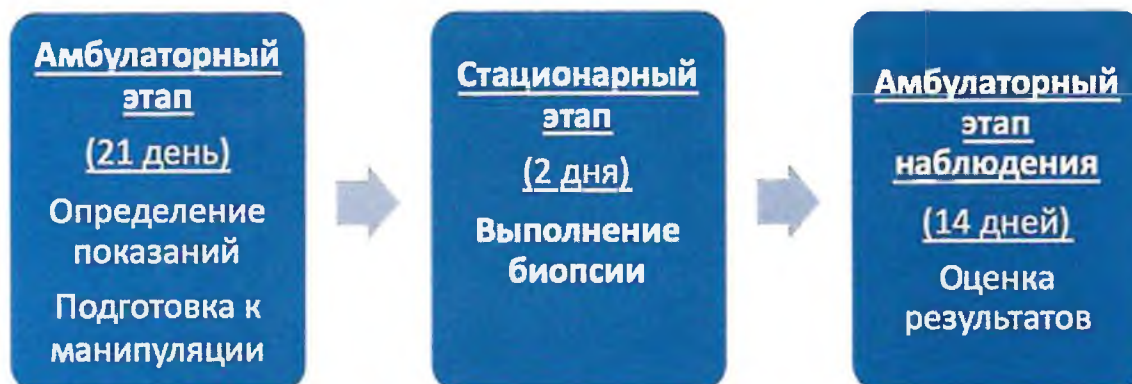 Амбулаторный
этап
(21 день)
Определение
показаний
Подготовка к
манипуляции
Стационарный
этап
(2 дня)
Выполнение
биопсии
Амбулаторный
этап
наблюдения
(14 дней)
Оценка
результатов